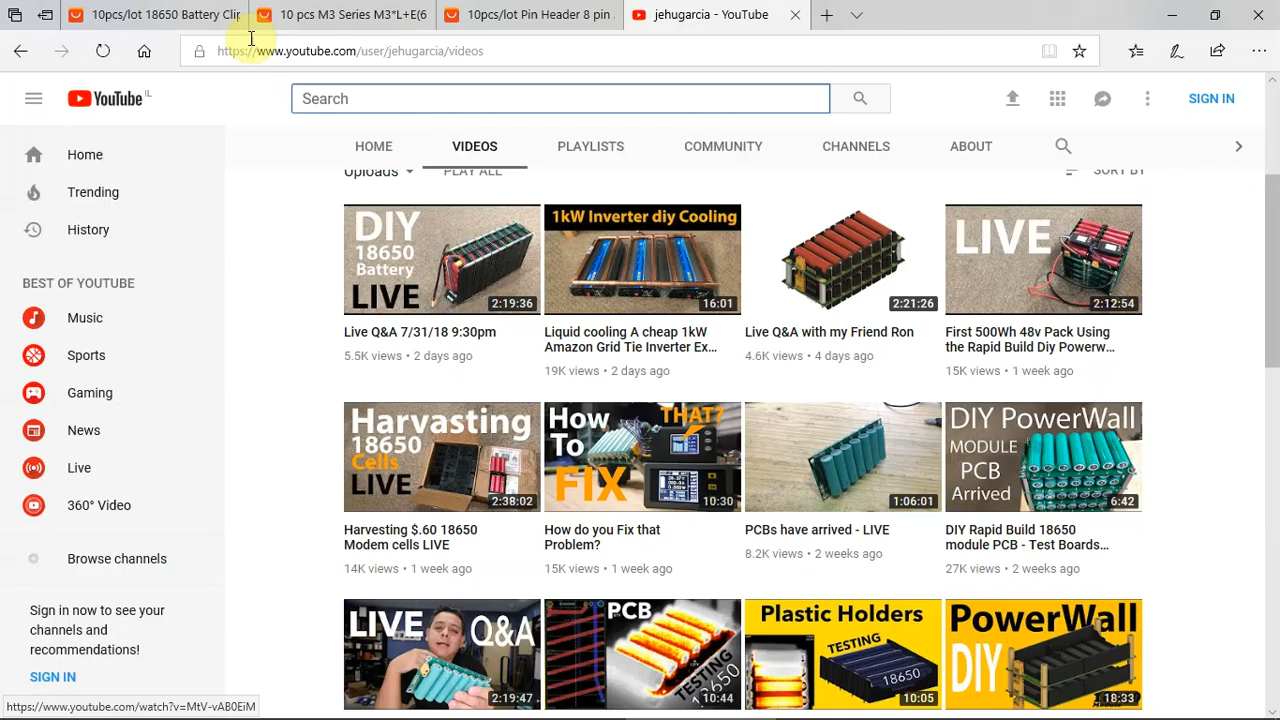 10pcs/lot 18650 Battery Clip
10 pcs M3 Series M3*L+E(6
10pcs/lot Pin Header 8 pin
jehugarcia - YouTube
https://www.youtube.com/user/jehugarcia/videos
YouTube IL
Search
SIGN IN
HOME
VIDEOS
PLAYLISTS
COMMUNITY
CHANNELS
ABOUT
Home
Trending
History
BEST OF YOUTUBE
Music
Sports
Gaming
News
Live
360° Video
Browse channels
Sign in now to see your
channels and
recommendations!
SIGN IN
Uploads
PLAY ALL
SORT BY
DIY
18650
Battery
LIVE
2:19:36
Live Q&A 7/31/18 9:30pm
5.5K views • 2 days ago
1kW Inverter diy Cooling
16:01
Liquid cooling A cheap 1kW
Amazon Grid Tie Inverter Ex...
19K views • 2 days ago
2:21:26
Live Q&A with my Friend Ron
4.6K views • 4 days ago
LIVE
2:12:54
First 500Wh 48v Pack Using
the Rapid Build Diy Powerw...
15K views • 1 week ago
Harvasting
18650
Cells
LIVE
2:38:02
Harvesting $.60 18650
Modem cells LIVE
14K views • 1 week ago
How
To
FIX
THAT?
10:30
How do you Fix that
Problem?
15K views • 1 week ago
1:06:01
PCBs have arrived - LIVE
8.2K views • 2 weeks ago
DIY PowerWall
MODULE
PCB
Arrived
6:42
DIY Rapid Build 18650
module PCB - Test Boards...
27K views • 2 weeks ago
LIVE
Q&A
2:19:47
PCB
TESTING
10:44
Plastic Holders
TESTING
18650
10:05
PowerWall
DIY
18:33
youtube.com/watch?v=MtV-vAB0EiM